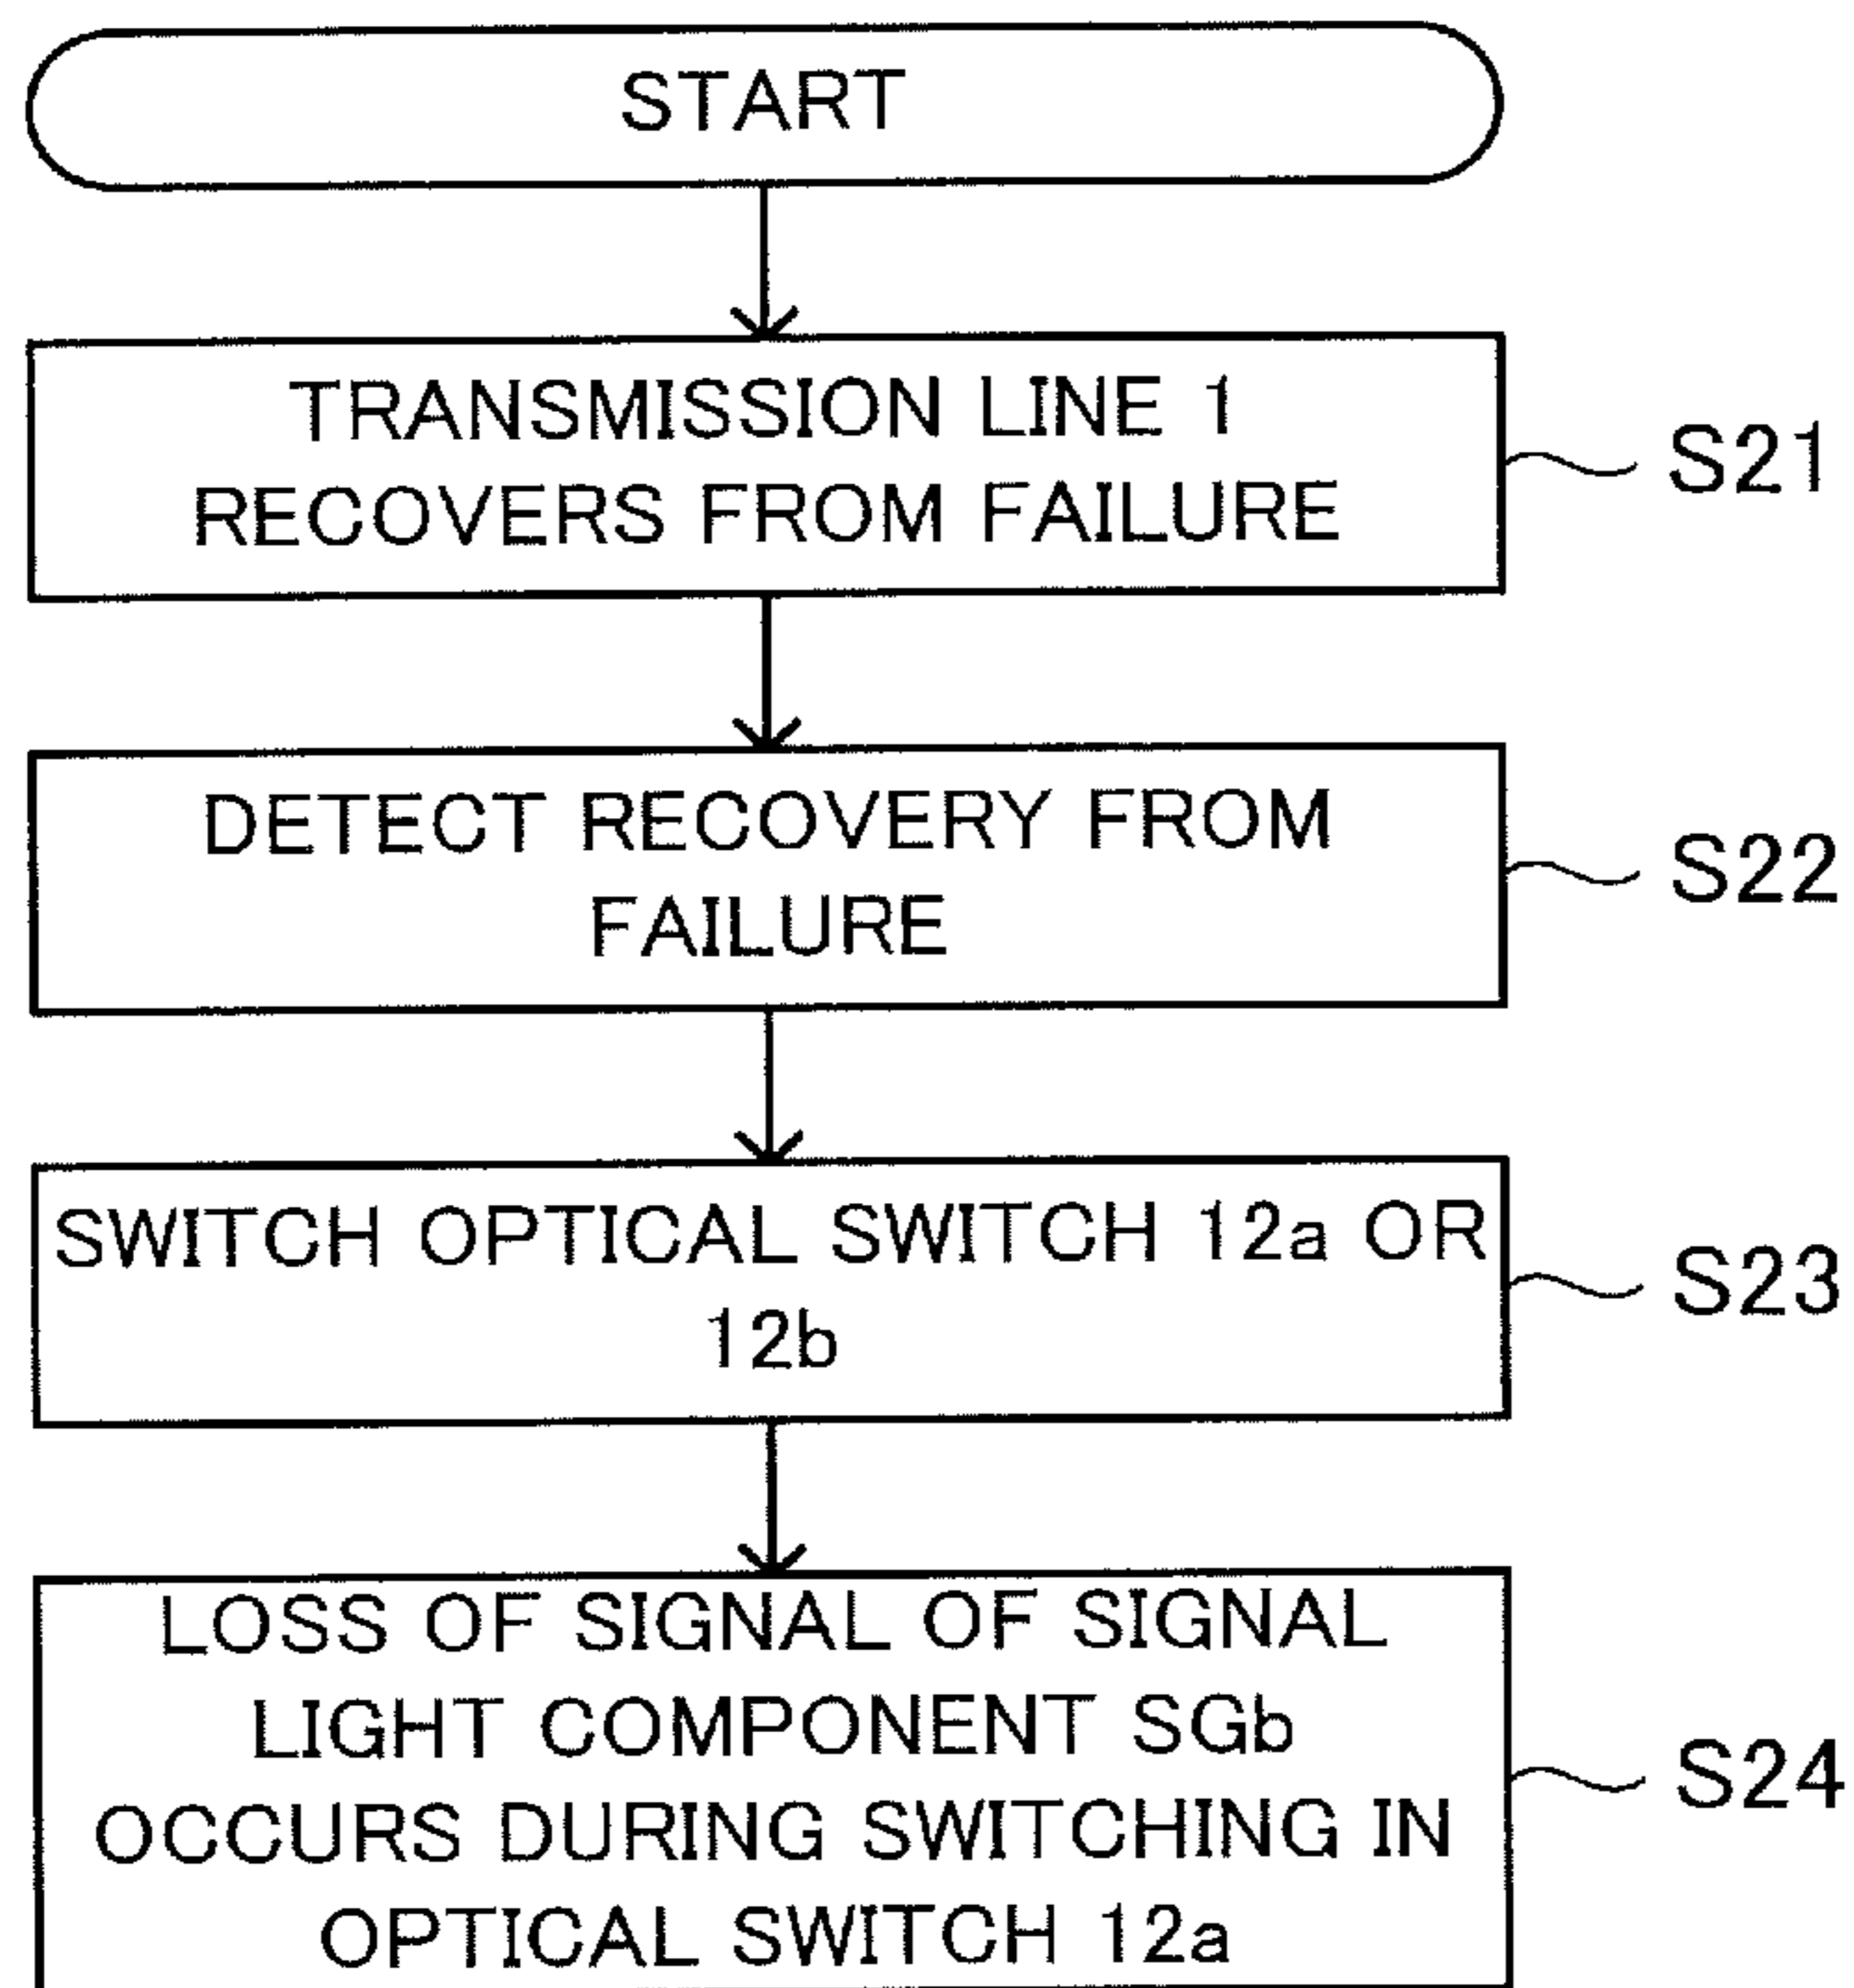 START
TRANSMISSION LINE 1
RECOVERS FROM FAILURE
S21
DETECT RECOVERY FROM
FAILURE
S22
SWITCH OPTICAL SWITCH 12a OR
12b
S23
LOSS OF SIGNAL OF SIGNAL
LIGHT COMPONENT SGb
OCCURS DURING SWITCHING IN
OPTICAL SWITCH 12a
S24